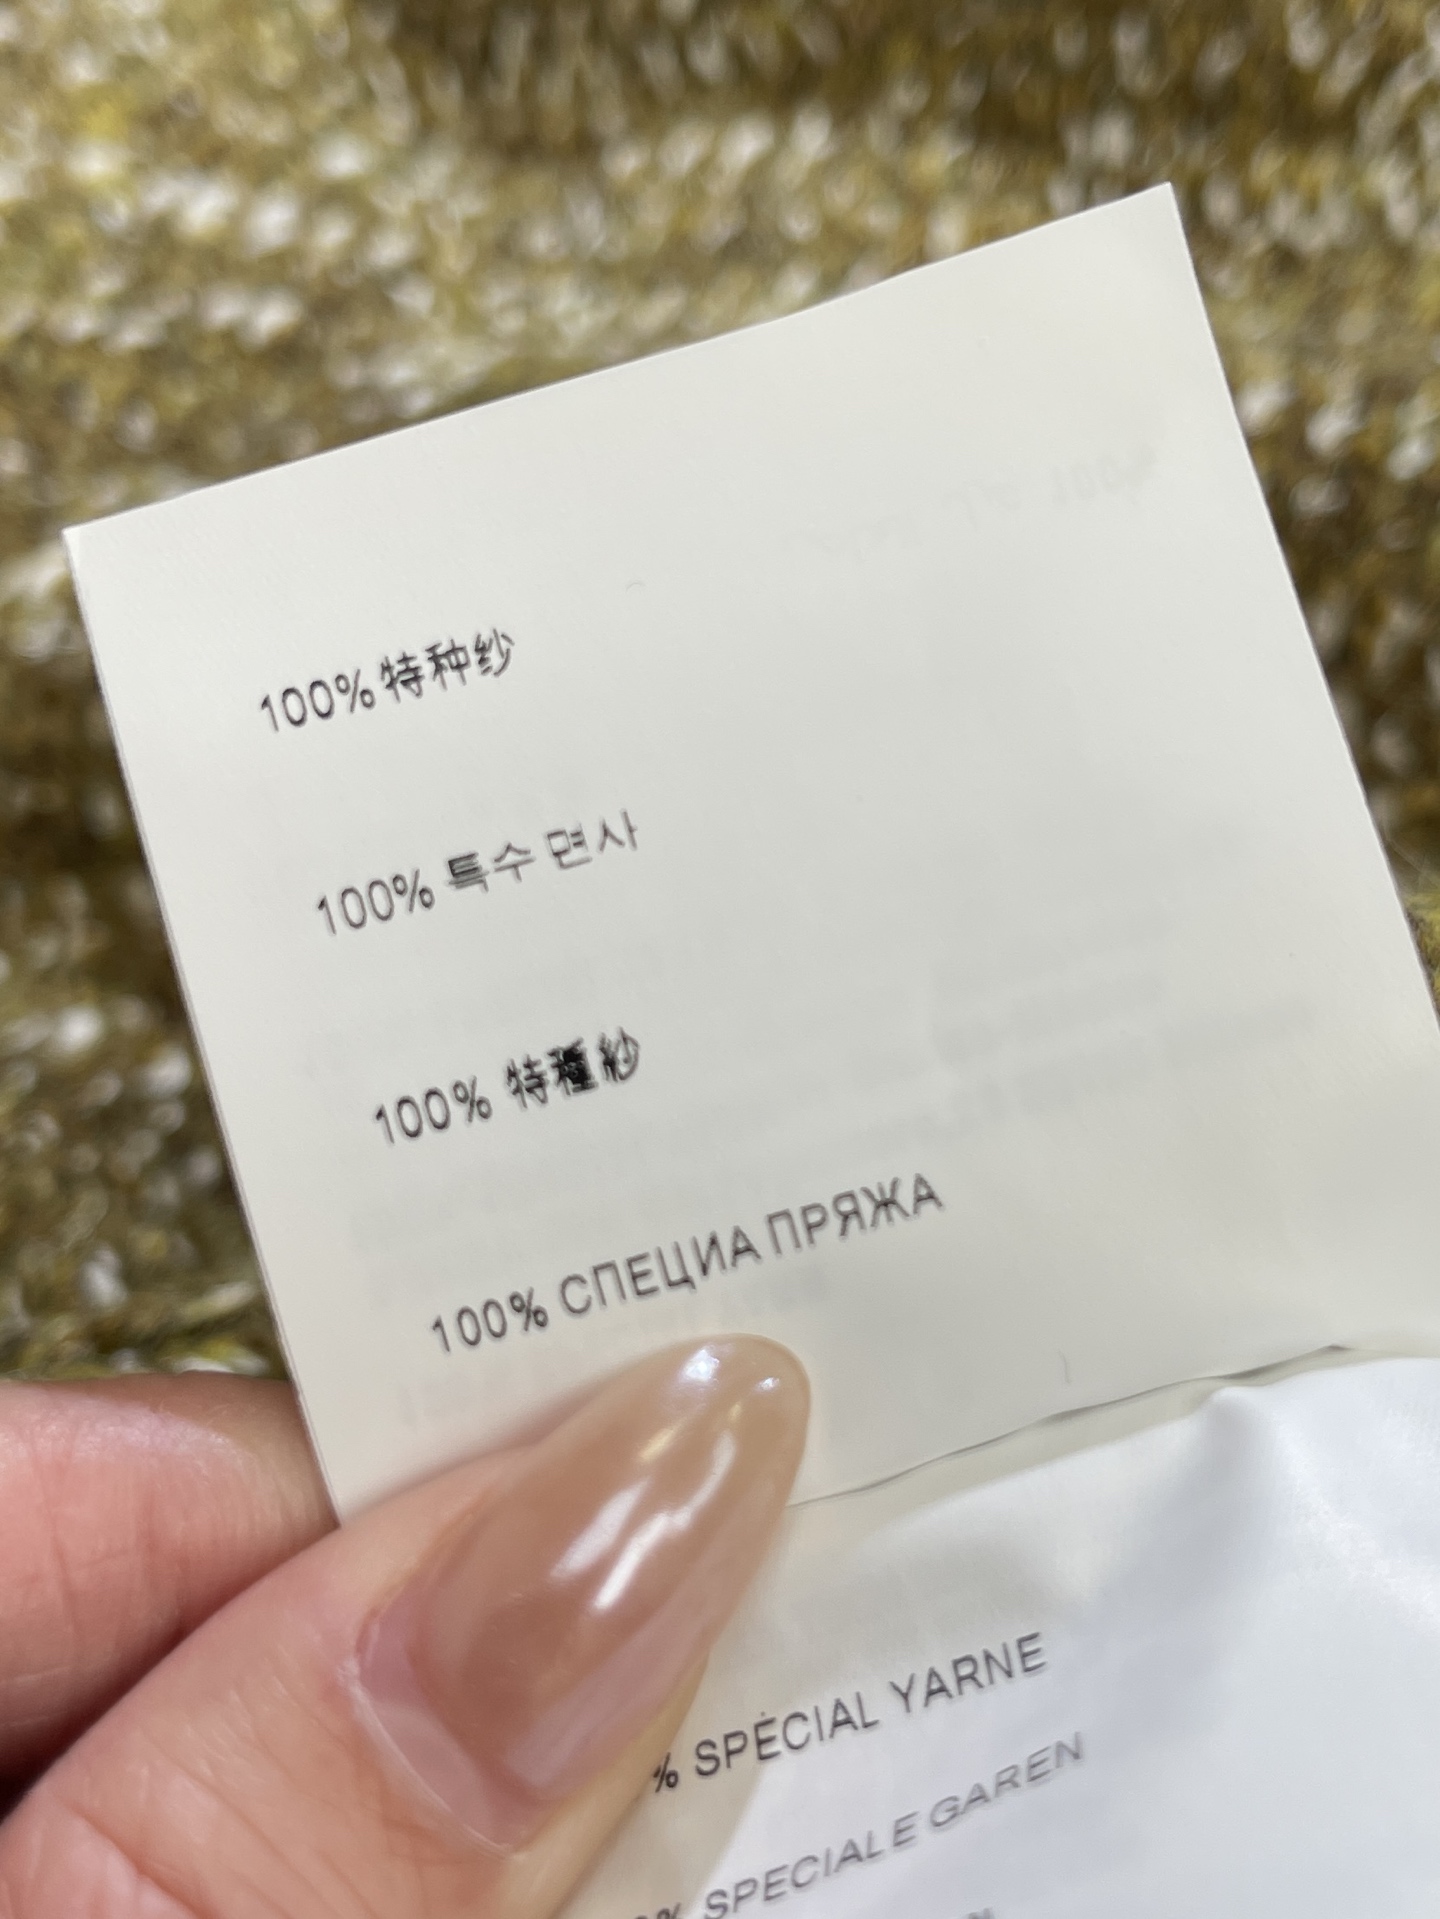 100% 特种纱
100% 특수 면사
100% 特種紗
100% СПЕЦИА ПРЯЖА
% SPÉCIAL YARNE
% SPECIALE GAREN